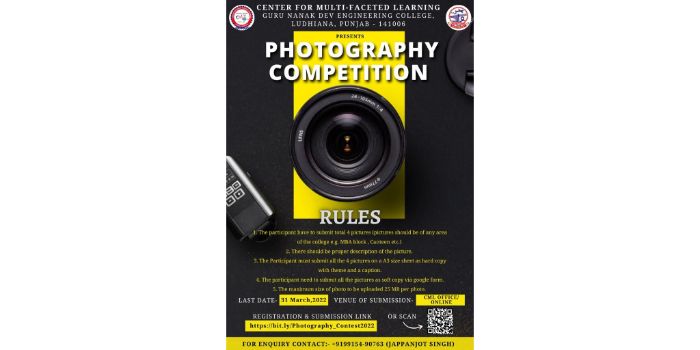 CENTER FOR MULTI-FACETED LEARNING
GURU NANAK DEV ENGINEERING COLLEGE,
LUDHIANA, PUNJAB - 141006
PRESENTS
PHOTOGRAPHY
COMPETITION
24-105mm 1:4
Ø77mm
RULES
1. The participant have to submit total 4 pictures (pictures should be of any area
of the college e.g. MBA block , Canteen etc.)
2. There should be proper description of the picture.
3. The Participant must submit all the 4 pictures on a A3 size sheet as hard copy
with theme and a caption.
4. The participant need to submit all the pictures as soft copy via google form.
5. The maximum size of photo to be uploaded 25 MB per photo.
LAST DATE- 31 March,2022 VENUE OF SUBMISSION- CML OFFICE/
ONLINE
REGISTRATION & SUBMISSION LINK OR SCAN
https://bit.ly/Photography_Contest2022
FOR ENQUIRY CONTACT:- +9199154-90763 (JAPPANJOT SINGH)